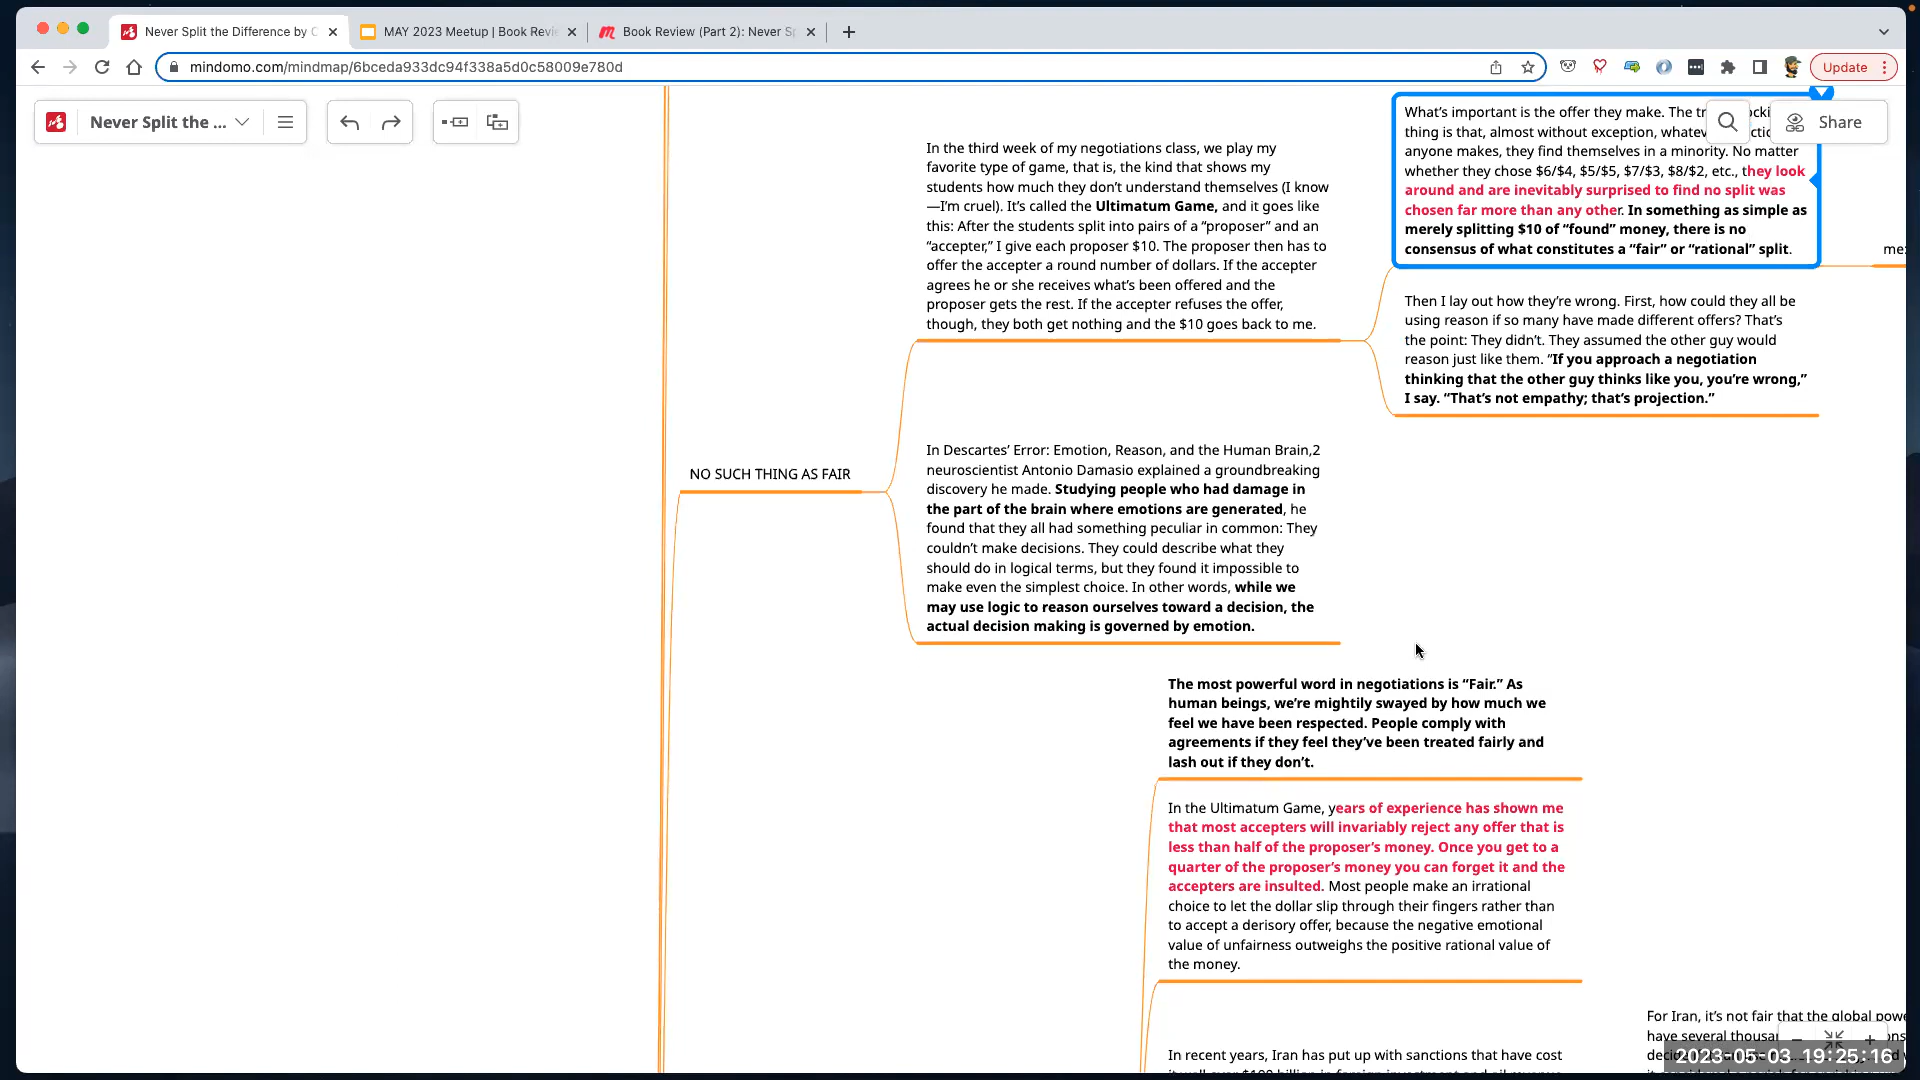 Never Split the Difference by C
MAY 2023 Meetup | Book Revi
Book Review (Part 2): Never S
mindomo.com/mindmap/6bceda933dc94f338a5d0c58009e780d
Update
Never Split the ...
Share
What's important is the offer they make. The
thing is that, almost without exception,
anyone makes, they find themselves in a minority. No matter
whether they chose $6/$4, $5/$5, $7/$3, $8/$2, etc., they look
around and are inevitably surprised to find no split was
chosen far more than any other. In something as simple as
merely splitting $10 of “found” money, there is no
consensus of what constitutes a “fair” or “rational” split.
In the third week of my negotiations class, we play my
favorite type of game, that is, the kind that shows my
students how much they don’t understand themselves (I know
—I’m cruel). It’s called the Ultimatum Game, and it goes like
this: After the students split into pairs of a “proposer” and an
“accepter,” I give each proposer $10. The proposer then has to
offer the accepter a round number of dollars. If the accepter
agrees he or she receives what’s been offered and the
proposer gets the rest. If the accepter refuses the offer,
though, they both get nothing and the $10 goes back to me.
Then I lay out how they’re wrong. First, how could they all be
using reason if so many have made different offers? That’s
the point: They didn’t. They assumed the other guy would
reason just like them. “If you approach a negotiation
thinking that the other guy thinks like you, you’re wrong,”
I say. “That’s not empathy; that’s projection.”
NO SUCH THING AS FAIR
In Descartes’ Error: Emotion, Reason, and the Human Brain,2
neuroscientist Antonio Damasio explained a groundbreaking
discovery he made. Studying people who had damage in
the part of the brain where emotions are generated, he
found that they all had something peculiar in common: They
couldn’t make decisions. They could describe what they
should do in logical terms, but they found it impossible to
make even the simplest choice. In other words, while we
may use logic to reason ourselves toward a decision, the
actual decision making is governed by emotion.
The most powerful word in negotiations is “Fair.” As
human beings, we’re mightily swayed by how much we
feel we have been respected. People comply with
agreements if they feel they’ve been treated fairly and
lash out if they don’t.
In the Ultimatum Game, years of experience has shown me
that most accepters will invariably reject any offer that is
less than half of the proposer’s money. Once you get to a
quarter of the proposer’s money you can forget it and the
accepters are insulted. Most people make an irrational
choice to let the dollar slip through their fingers rather than
to accept a derisory offer, because the negative emotional
value of unfairness outweighs the positive rational value of
the money.
In recent years, Iran has put up with sanctions that have cost
For Iran, it’s not fair that the global powe
have several
2023-05-03 19:25:16